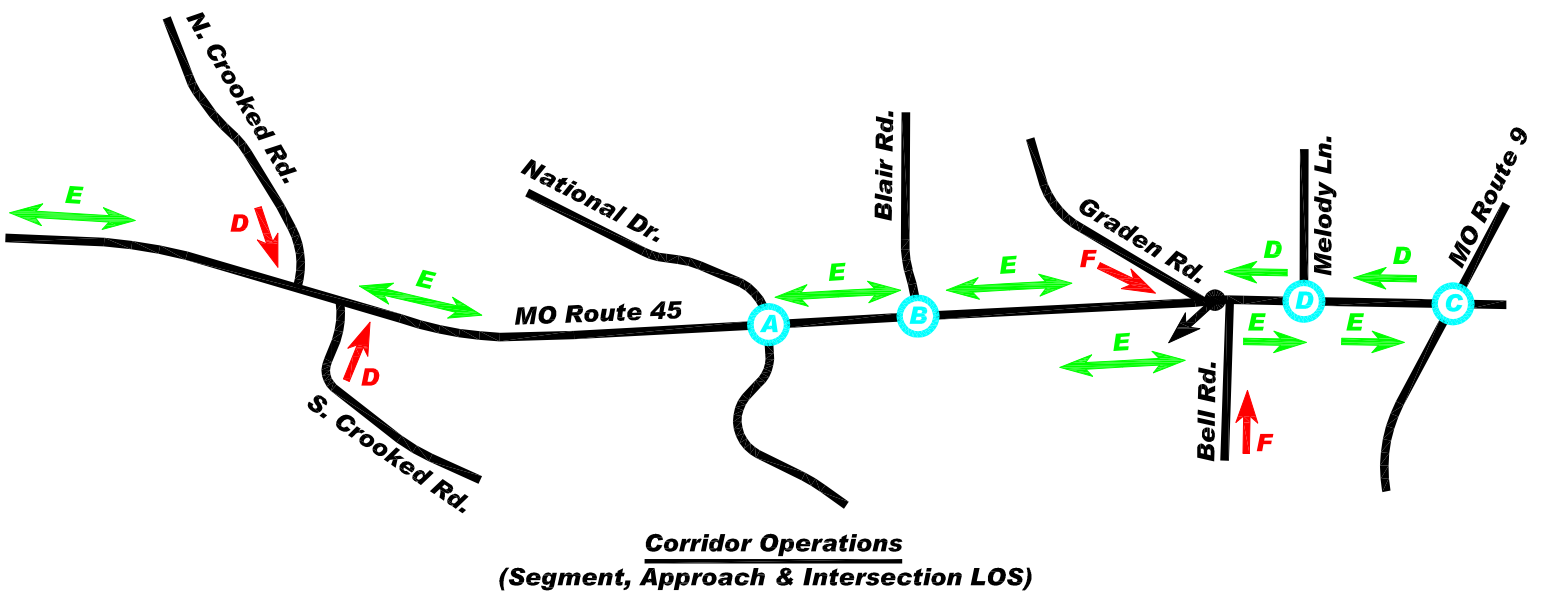 N. Crooked Rd.
E
D
E
D
S. Crooked Rd.
MO Route 45
National Dr.
A
E
Blair Rd.
B
E
Graden Rd.
F
E
Bell Rd.
F
D
E
Melody Ln.
D
D
E
MO Route 9
C
Corridor Operations
(Segment, Approach & Intersection LOS)